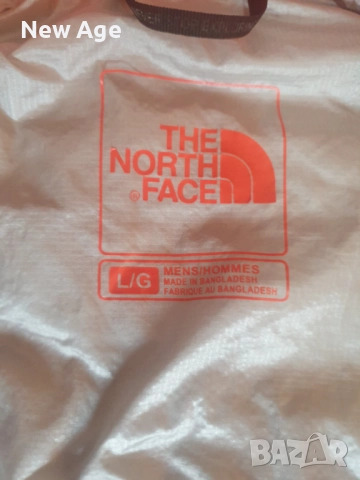 New Age
THE
NORTH
FACE
®
L/G
MENS/HOMMES
MADE IN BANGLADESH
FABRIQUE AU BANGLADESH
BAZAR